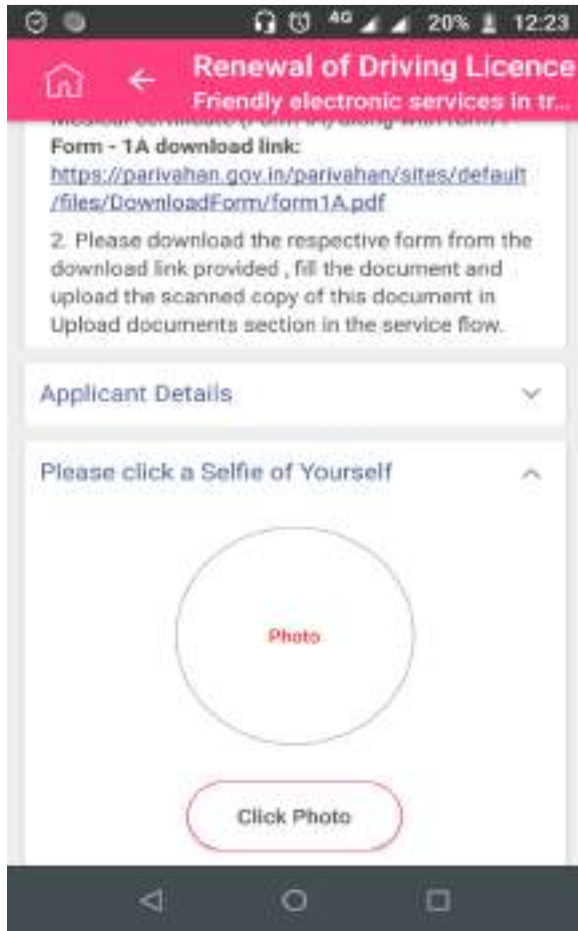 4G 20% 12:23
Renewal of Driving Licence
Friendly electronic services in tr...
Form - 1A download link:
https://parivahan.gov.in/parivahan/sites/default
/files/DownloadForm/form1A.pdf
2. Please download the respective form from the
download link provided , fill the document and
upload the scanned copy of this document in
Upload documents section in the service flow.
Applicant Details
Please click a Selfie of Yourself
Photo
Click Photo